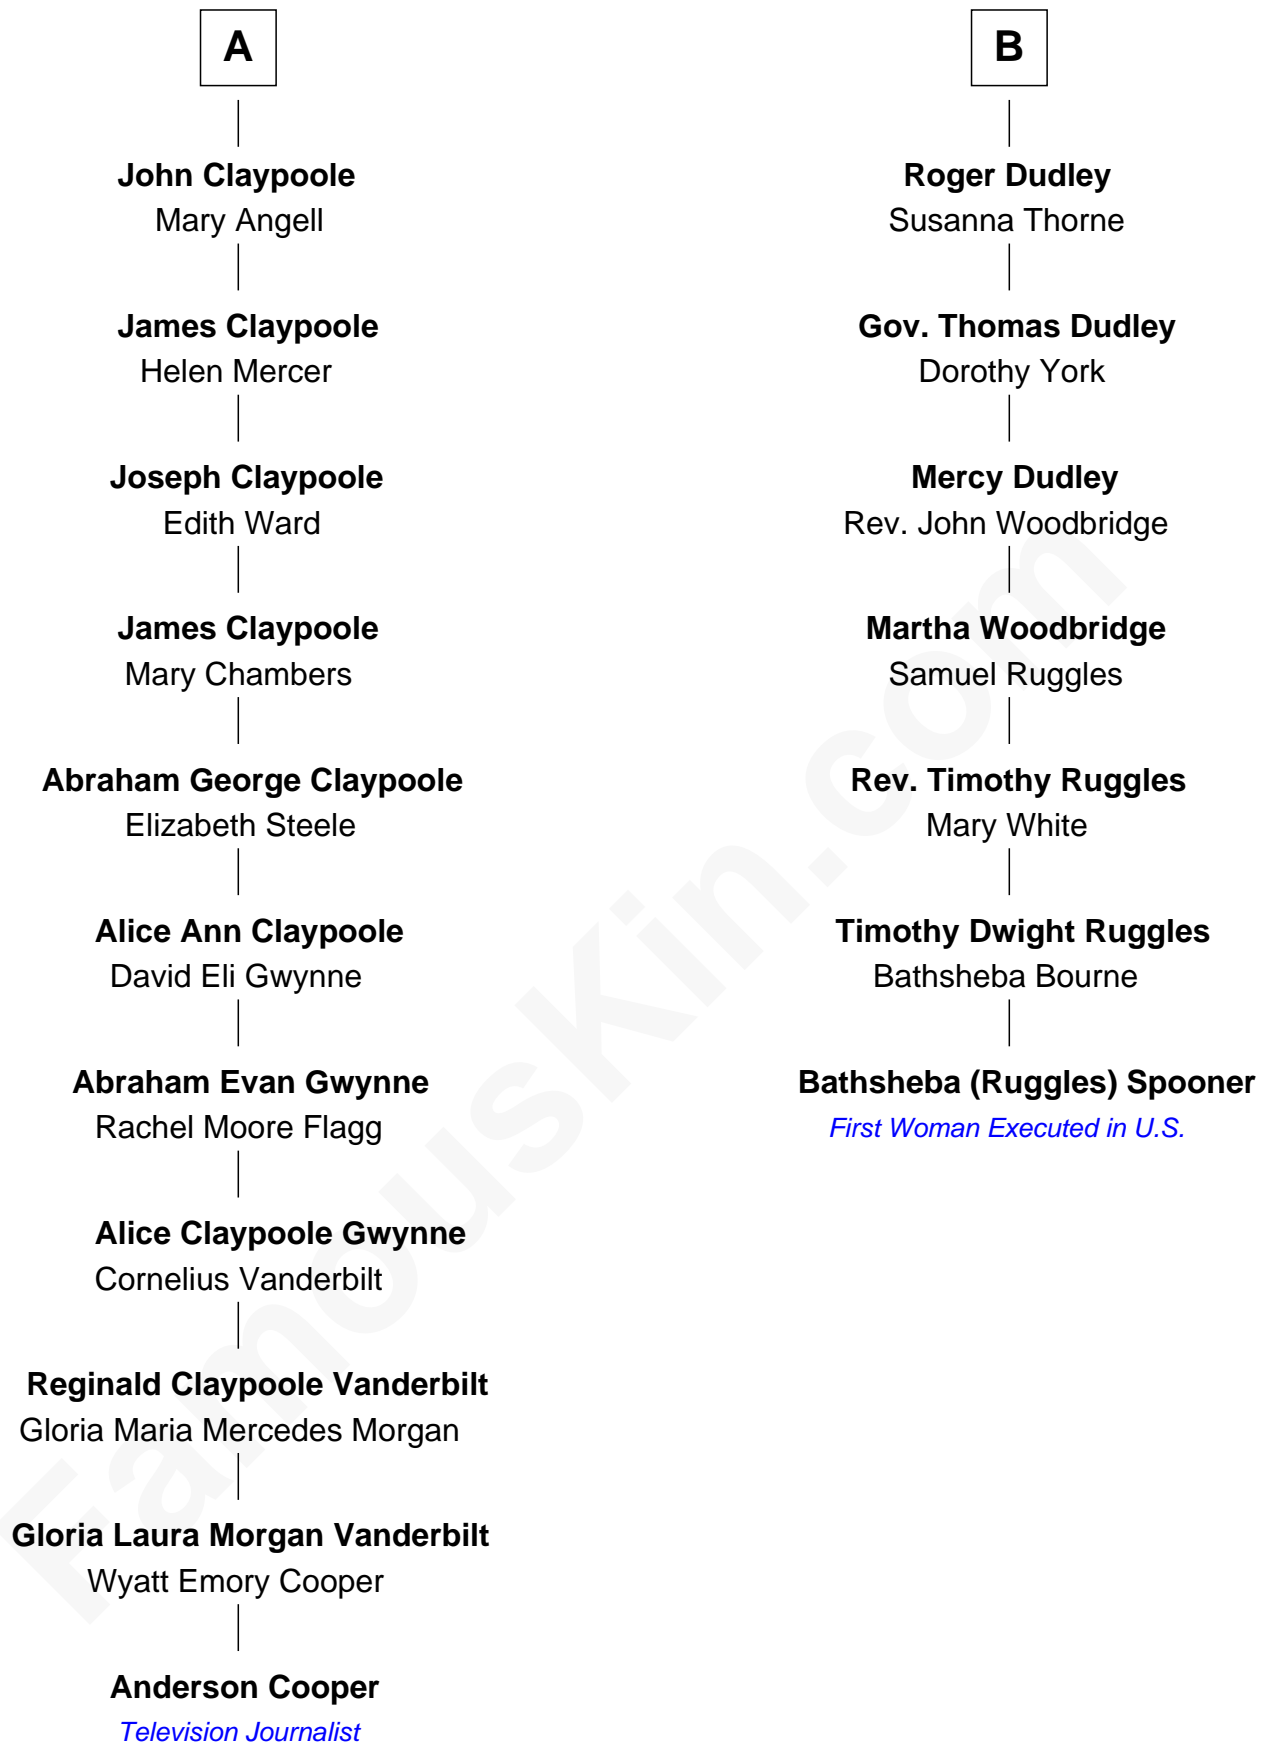 A
John Claypoole
Mary Angell
James Claypoole
Helen Mercer
Joseph Claypoole
Edith Ward
James Claypoole
Mary Chambers
Abraham George Claypoole
Elizabeth Steele
Alice Ann Claypoole
David Eli Gwynne
Abraham Evan Gwynne
Rachel Moore Flagg
Alice Claypoole Gwynne
Cornelius Vanderbilt
Reginald Claypoole Vanderbilt
Gloria Maria Mercedes Morgan
Gloria Laura Morgan Vanderbilt
Wyatt Emory Cooper
Anderson Cooper
Television Journalist
B
Roger Dudley
Susanna Thorne
Gov. Thomas Dudley
Dorothy York
Mercy Dudley
Rev. John Woodbridge
Martha Woodbridge
Samuel Ruggles
Rev. Timothy Ruggles
Mary White
Timothy Dwight Ruggles
Bathsheba Bourne
Bathsheba (Ruggles) Spooner
First Woman Executed in U.S.
FamousKin.com